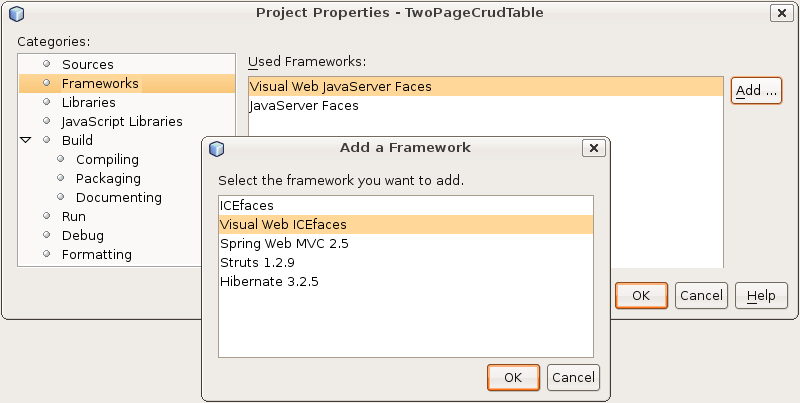 Project Properties - TwoPageCrudTable
Categories:
Sources
Frameworks
Libraries
JavaScript Libraries
Build
Compiling
Packaging
Documenting
Run
Debug
Formatting
Used Frameworks:
Visual Web JavaServer Faces
JavaServer Faces
Add ...
OK
Cancel
Help
Add a Framework
Select the framework you want to add.
ICEfaces
Visual Web ICEfaces
Spring Web MVC 2.5
Struts 1.2.9
Hibernate 3.2.5
OK
Cancel